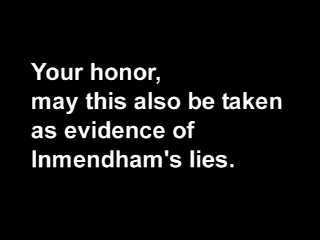 Your honor,
may this also be taken
as evidence of
Inmendham's lies.